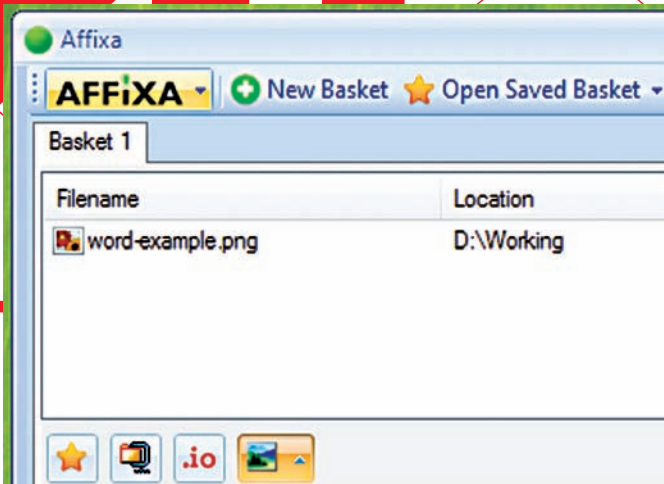 Affixa
AFFiXA New Basket Open Saved Basket
Basket 1
Filename Location
word-example.png D:\Working
.io